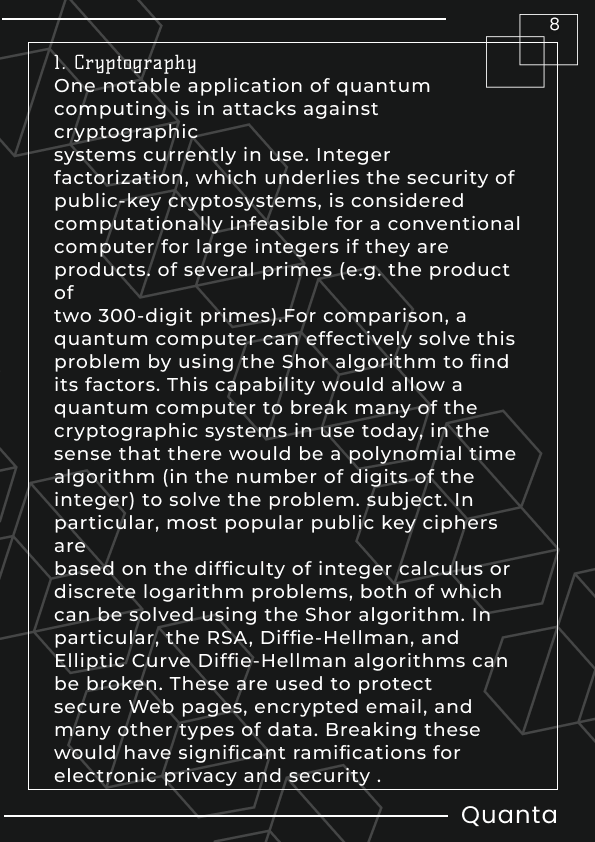 8
1. Cryptography
One notable application of quantum
computing is in attacks against
cryptographic
systems currently in use. Integer
factorization, which underlies the security of
public-key cryptosystems, is considered
computationally infeasible for a conventional
computer for large integers if they are
products. of several primes (e.g. the product
of
two 300-digit primes).For comparison, a
quantum computer can effectively solve this
problem by using the Shor algorithm to find
its factors. This capability would allow a
quantum computer to break many of the
cryptographic systems in use today, in the
sense that there would be a polynomial time
algorithm (in the number of digits of the
integer) to solve the problem. subject. In
particular, most popular public key ciphers
are
based on the difficulty of integer calculus or
discrete logarithm problems, both of which
can be solved using the Shor algorithm. In
particular, the RSA, Diffie-Hellman, and
Elliptic Curve Diffie-Hellman algorithms can
be broken. These are used to protect
secure Web pages, encrypted email, and
many other types of data. Breaking these
would have significant ramifications for
electronic privacy and security .
Quanta